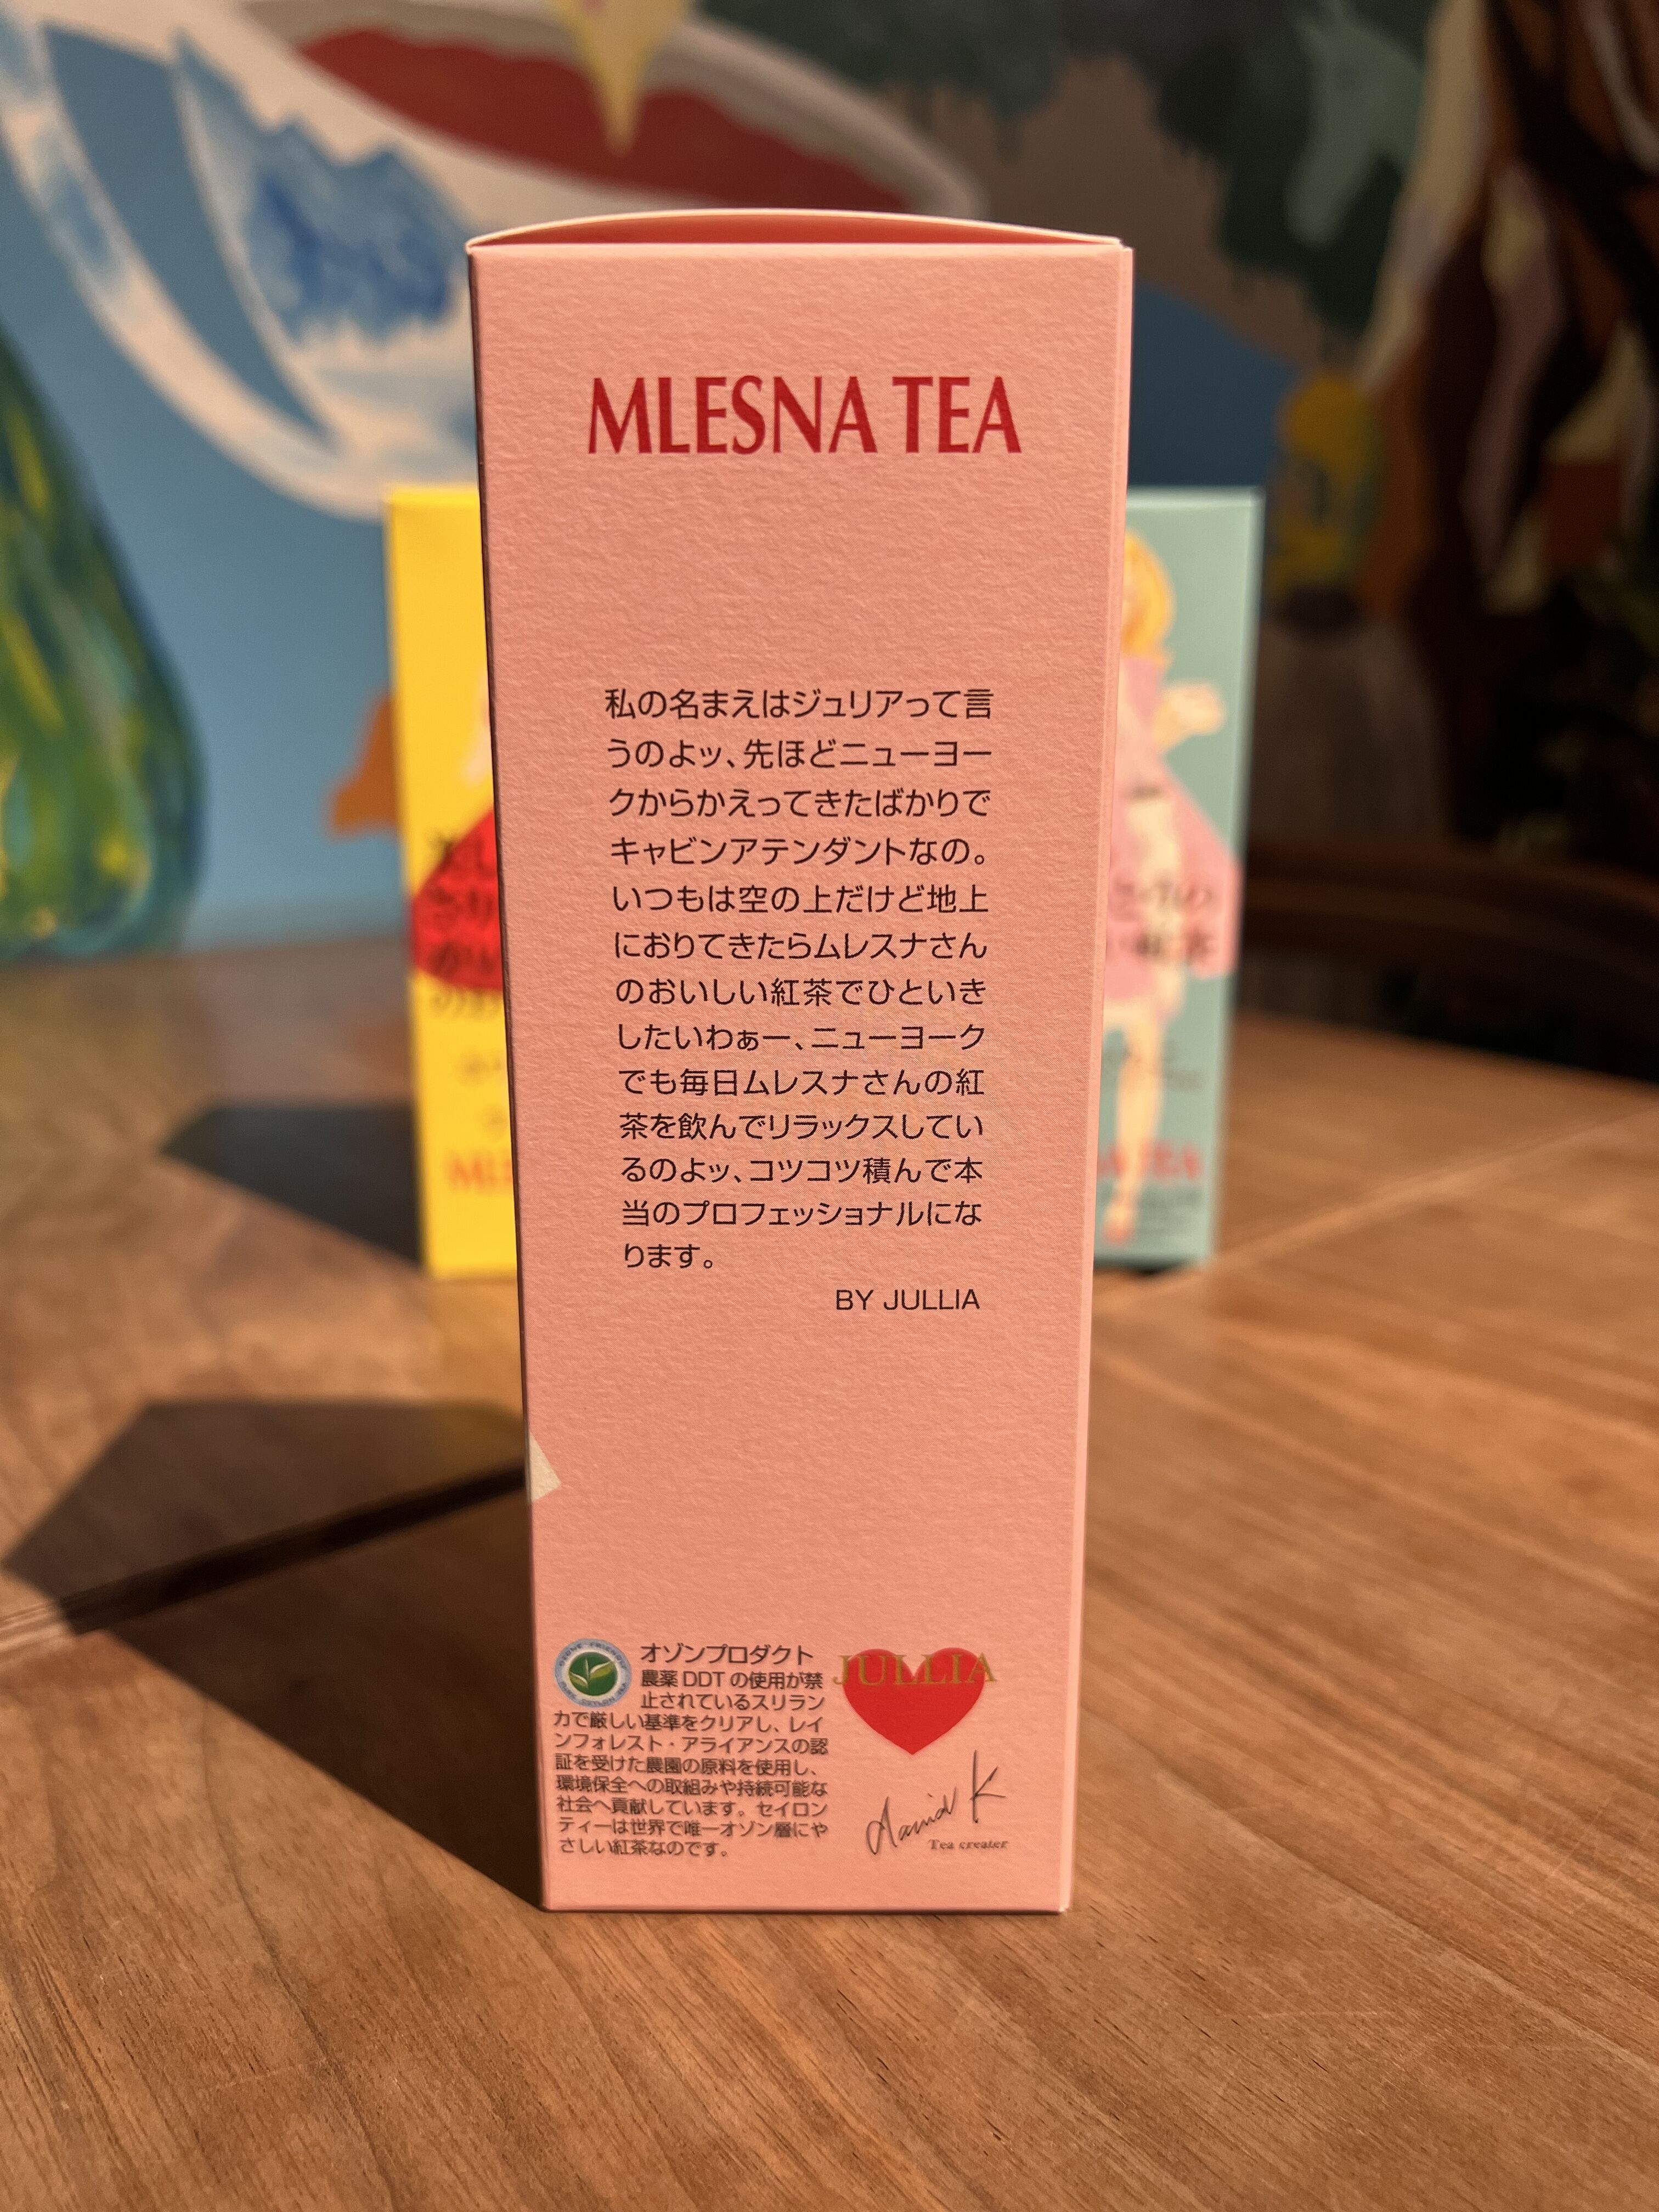 MLESNA TEA
私の名まえはジュリアって言
うのよッ、先ほどニューヨー
クからかえってきたばかりで
キャビンアテンダントなの。
いつもは空の上だけど地上
におりてきたらムレスナさん
のおいしい紅茶でひといき
したいわぁー、ニューヨーク
でも毎日ムレスナさんの紅
茶を飲んでリラックスしてい
るのよッ、コツコツ積んで本
当のプロフェッショナルにな
ります。
BY JULLIA
オゾンプロダクト
農薬DDTの使用が禁
止されているスリラン
カで厳しい基準をクリアし、レイ
ンフォレスト・アライアンスの認
証を受けた農園の原料を使用し、
環境保全への取組みや持続可能な
社会へ貢献しています。セイロン
ティーは世界で唯一オゾン層にや
さしい紅茶なのです。
JULLIA
David K
Tea creater